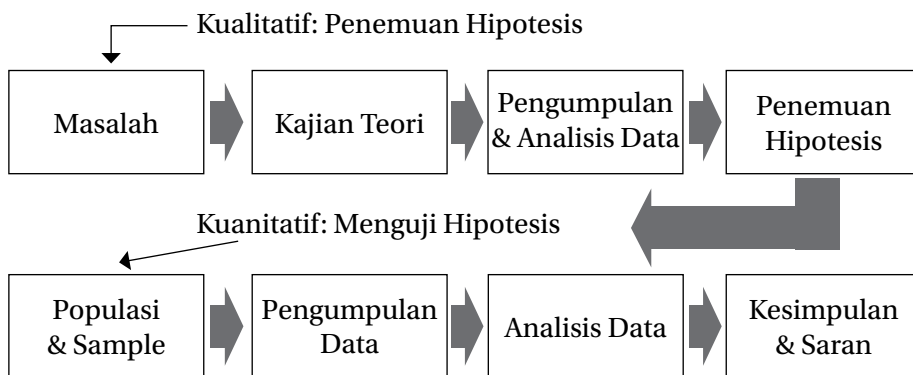 Kualitatif: Penemuan Hipotesis
Masalah
Kajian Teori
Pengumpulan
& Analisis Data
Penemuan
Hipotesis
Kuanitatif: Menguji Hipotesis
Populasi
& Sample
Pengumpulan
Data
Analisis Data
Kesimpulan
& Saran